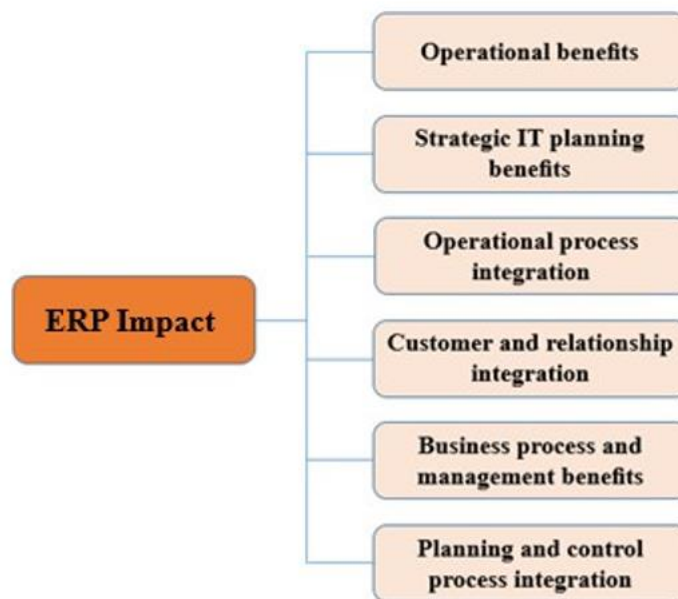 Operational benefits
Strategic IT planning
benefits
Operational process
integration
ERP Impact
Customer and relationship
integration
Business process and
management benefits
Planning and control
process integration